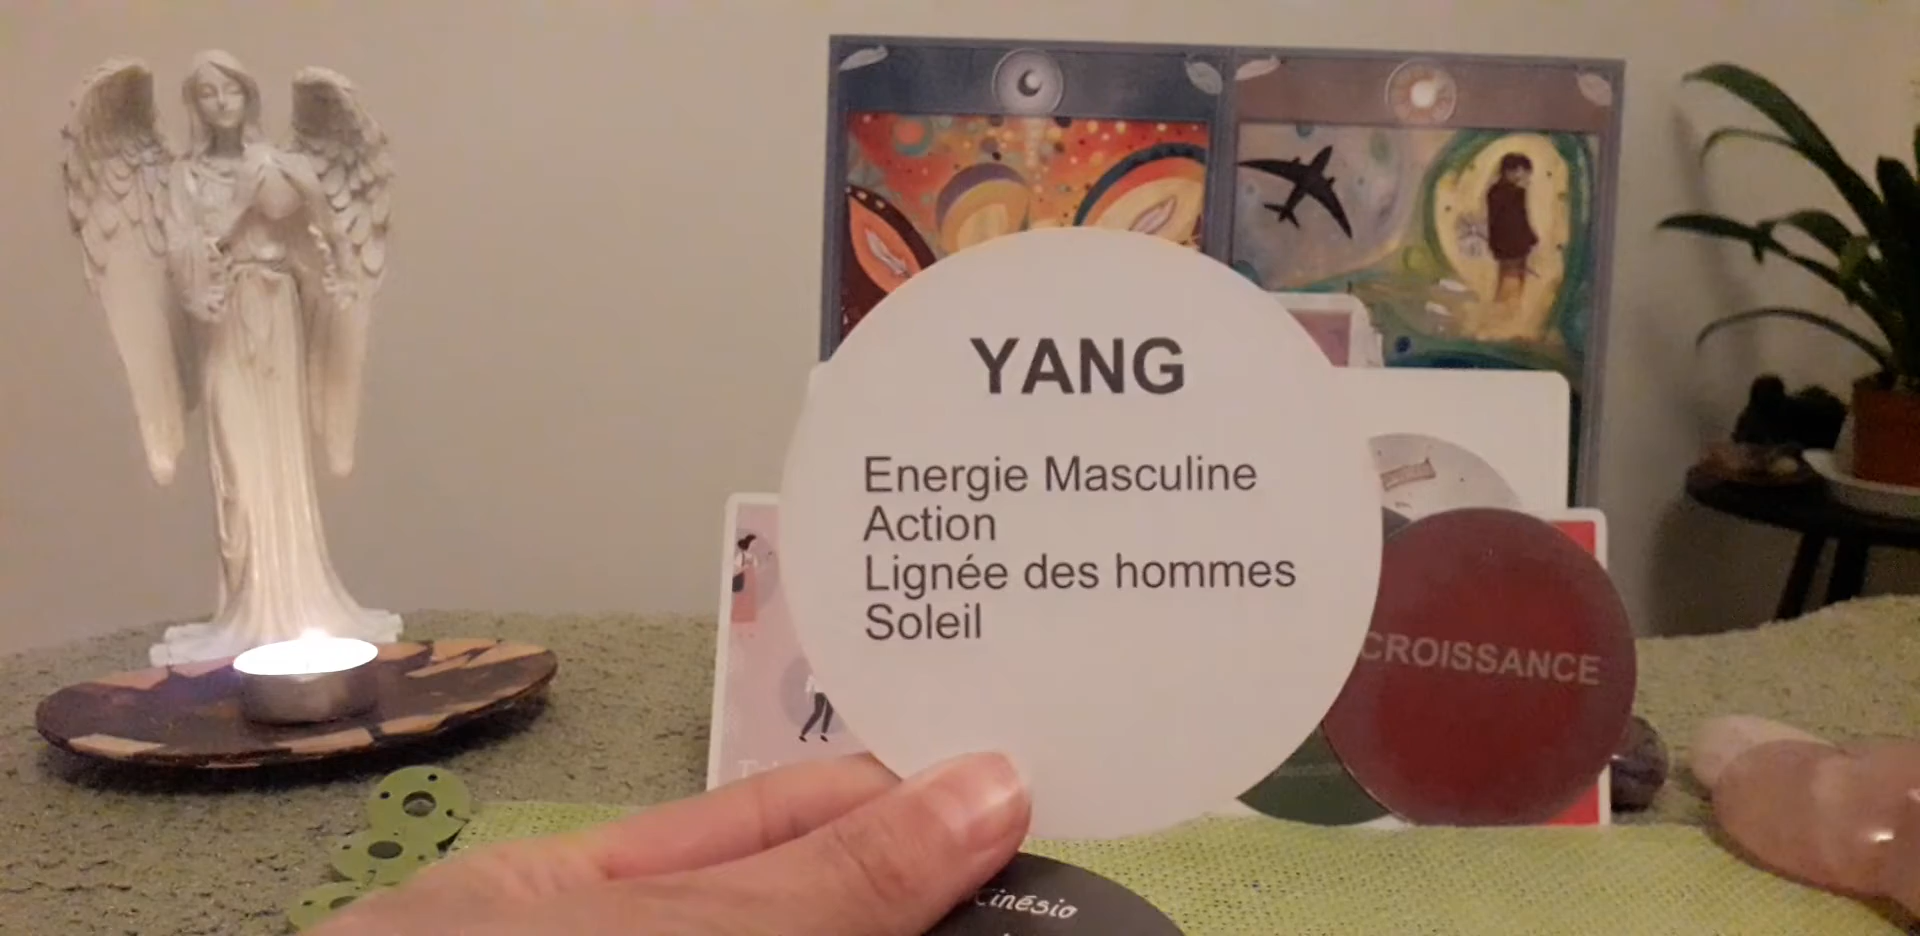 YANG
Energie Masculine
Action
Lignée des hommes
Soleil
CROISSANCE
Cinésio